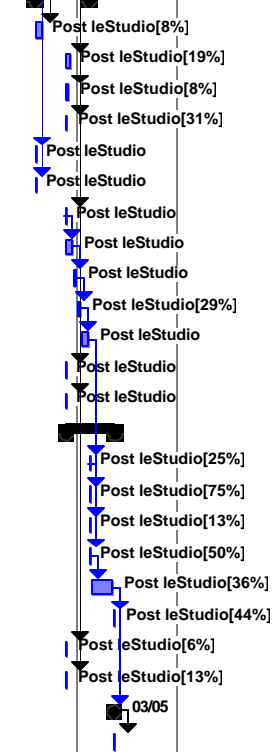 Post leStudio[8%]
Post leStudio[19%]
Post leStudio[8%]
Post leStudio[31%]
Post leStudio
Post leStudio
Post leStudio
Post leStudio
Post leStudio
Post leStudio[29%]
Post leStudio
Post leStudio
Post leStudio
Post leStudio[25%]
Post leStudio[75%]
Post leStudio[13%]
Post leStudio[50%]
Post leStudio[36%]
Post leStudio[44%]
Post leStudio[6%]
Post leStudio[13%]
03/05